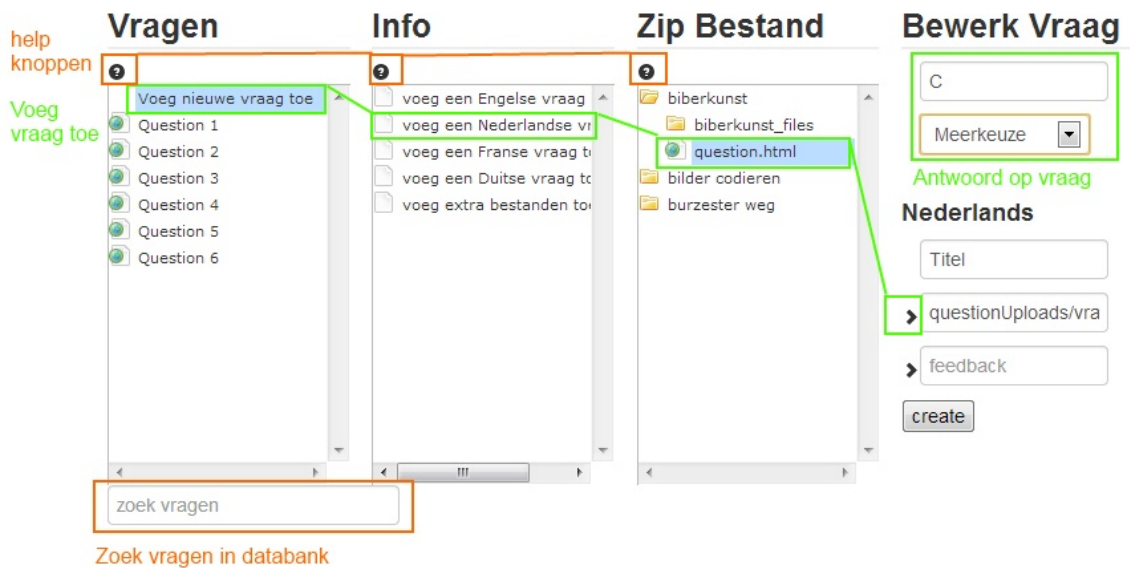 help
knoppen
Voeg
vraag toe
Vragen
Voeg nieuwe vraag toe
Question 1
Question 2
Question 3
Question 4
Question 5
Question 6
zoek vragen
Zoek vragen in databank
Info
voeg een Engelse vraag
voeg een Nederlandse vr
voeg een Franse vraag t
voeg een Duitse vraag to
voeg extra bestanden toe
Zip Bestand
biberkunst
biberkunst_files
question.html
bilder codieren
burzester weg
Bewerk Vraag
C
Meerkeuze
Antwoord op vraag
Nederlands
Titel
questionUploads/vra
feedback
create